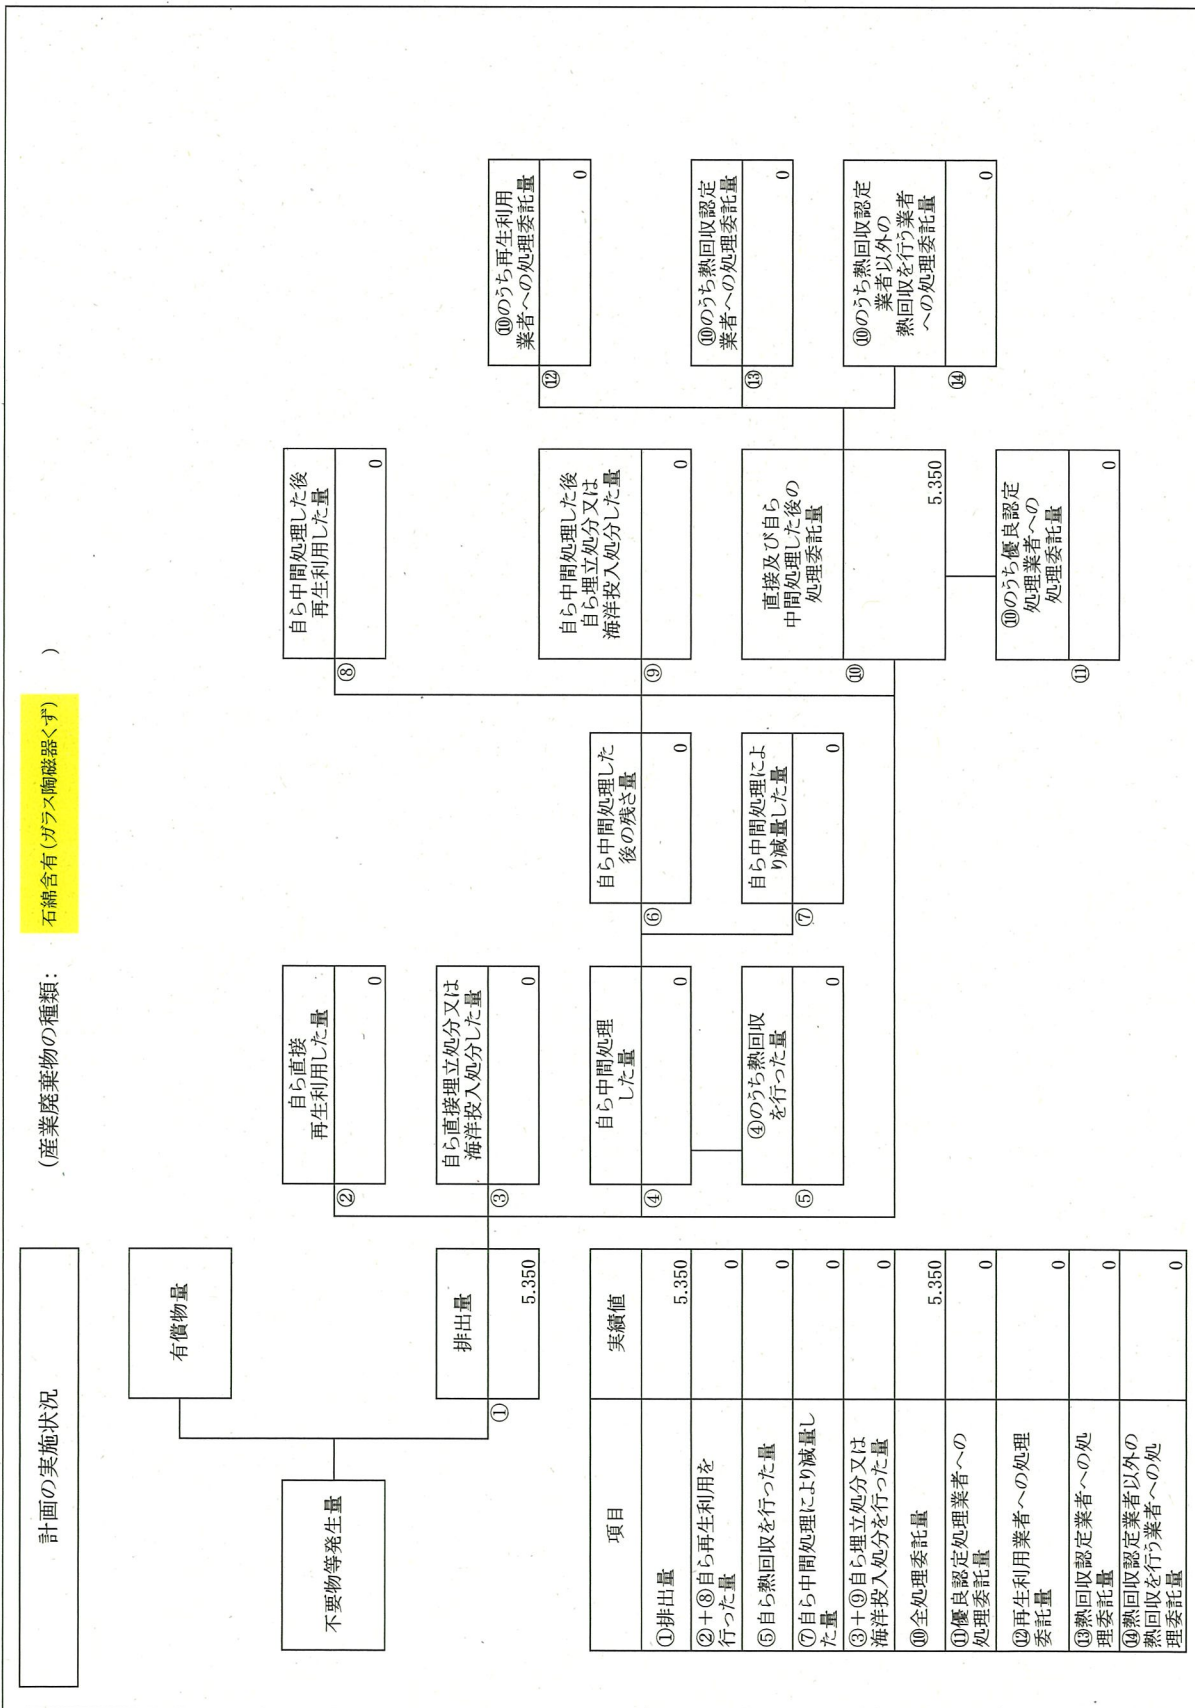 計画の実施状況
(産業廃棄物の種類: 石綿含有(ガラス陶磁器くず) )
不要物等発生量
有償物量
①
排出量
5.350
②
自ら直接
再生利用した量
0
③
自ら直接埋立処分又は
海洋投入処分した量
0
④
自ら中間処理
した量
0
⑤
④のうち熱回収
を行った量
0
⑥
自ら中間処理した
後の残さ量
0
⑦
自ら中間処理によ
り減量した量
0
⑧
自ら中間処理した後
再生利用した量
0
⑨
自ら中間処理した後
自ら埋立処分又は
海洋投入処分した量
0
⑩
直接及び自ら
中間処理した後の
処理委託量
5.350
⑪
⑩のうち優良認定
処理業者への
処理委託量
0
⑫
⑩のうち再生利用
業者への処理委託量
0
⑬
⑩のうち熱回収認定
業者への処理委託量
0
⑭
⑩のうち熱回収認定
業者以外の
熱回収を行う業者
への処理委託量
0
項目 実績値
①排出量 5.350
②+⑧自ら再生利用を
行った量 0
⑤自ら熱回収を行った量 0
⑦自ら中間処理により減量し
た量 0
③+⑨自ら埋立処分又は
海洋投入処分を行った量 0
⑩全処理委託量 5.350
⑪優良認定処理業者への
処理委託量 0
⑫再生利用業者への処理
委託量 0
⑬熱回収認定業者への処
理委託量 0
⑭熱回収認定業者以外の
熱回収を行う業者への処
理委託量 0